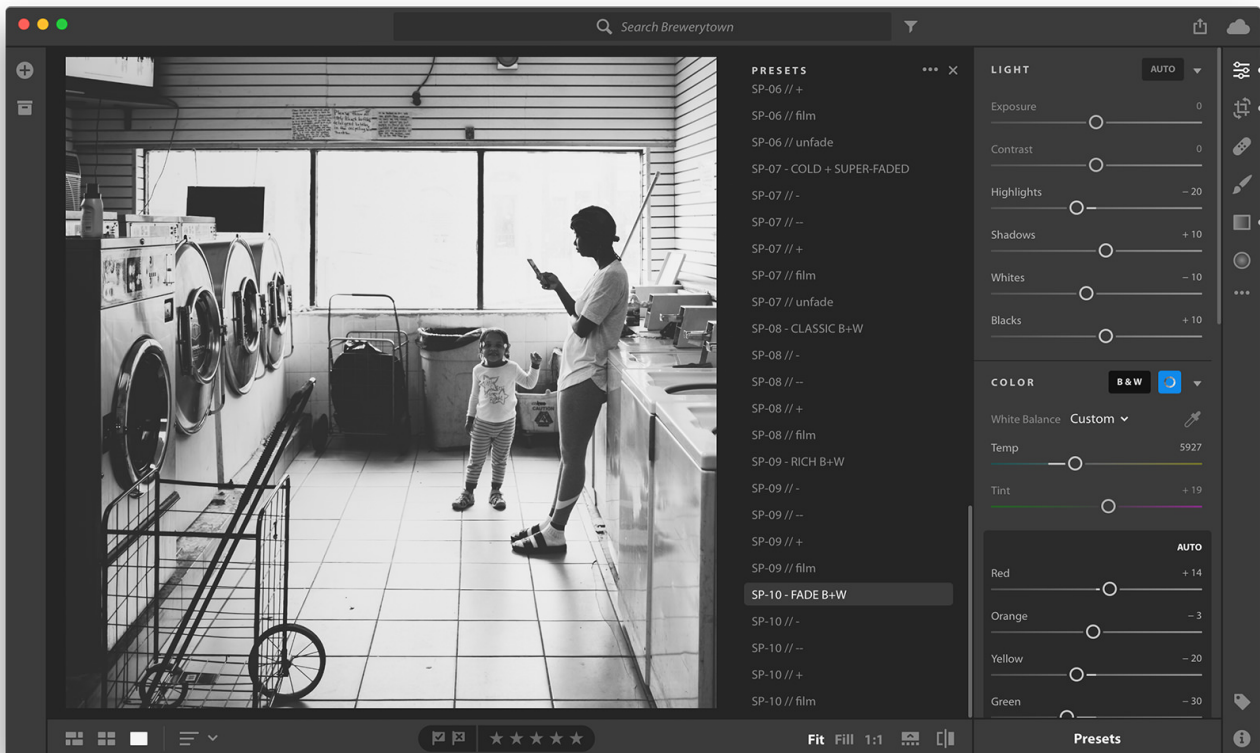 Search Brewerytown
PRESETS
SP-06 // +
SP-06 // film
SP-06 // unfade
SP-07 - COLD + SUPER-FADED
SP-07 // -
SP-07 // --
SP-07 // +
SP-07 // film
SP-07 // unfade
SP-08 - CLASSIC B+W
SP-08 // -
SP-08 // --
SP-08 // +
SP-08 // film
SP-09 - RICH B+W
SP-09 // -
SP-09 // --
SP-09 // +
SP-09 // film
SP-10 - FADE B+W
SP-10 // -
SP-10 // --
SP-10 // +
SP-10 // film
LIGHT AUTO
Exposure 0
Contrast 0
Highlights – 20
Shadows + 10
Whites – 10
Blacks + 10
COLOR B & W
White Balance Custom
Temp 5927
Tint + 19
AUTO
Red + 14
Orange – 3
Yellow – 20
Green – 30
CAUTION
Fit Fill 1:1
Presets